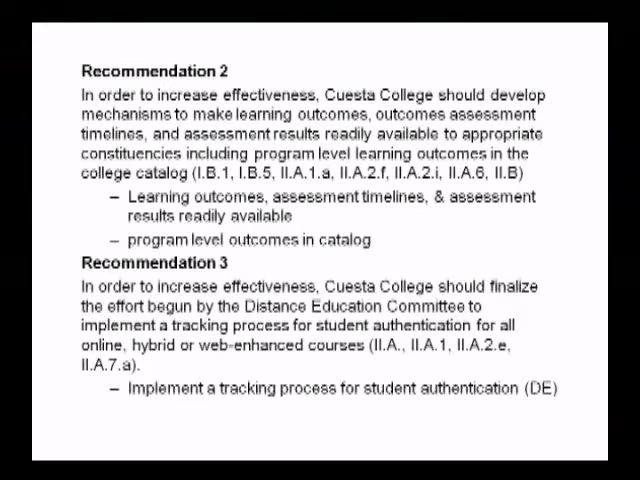 Recommendation 2
In order to increase effectiveness, Cuesta College should develop
mechanisms to make learning outcomes, outcomes assessment
timelines, and assessment results readily available to appropriate
constituencies including program level learning outcomes in the
college catalog (I.B.1, I.B.5, II.A.1.a, II.A.2.f, II.A.2.i, II.A.6, II.B)
– Learning outcomes, assessment timelines, & assessment
results readily available
– program level outcomes in catalog
Recommendation 3
In order to increase effectiveness, Cuesta College should finalize
the effort begun by the Distance Education Committee to
implement a tracking process for student authentication for all
online, hybrid or web-enhanced courses (II.A., II.A.1, II.A.2.e,
II.A.7.a).
– Implement a tracking process for student authentication (DE)